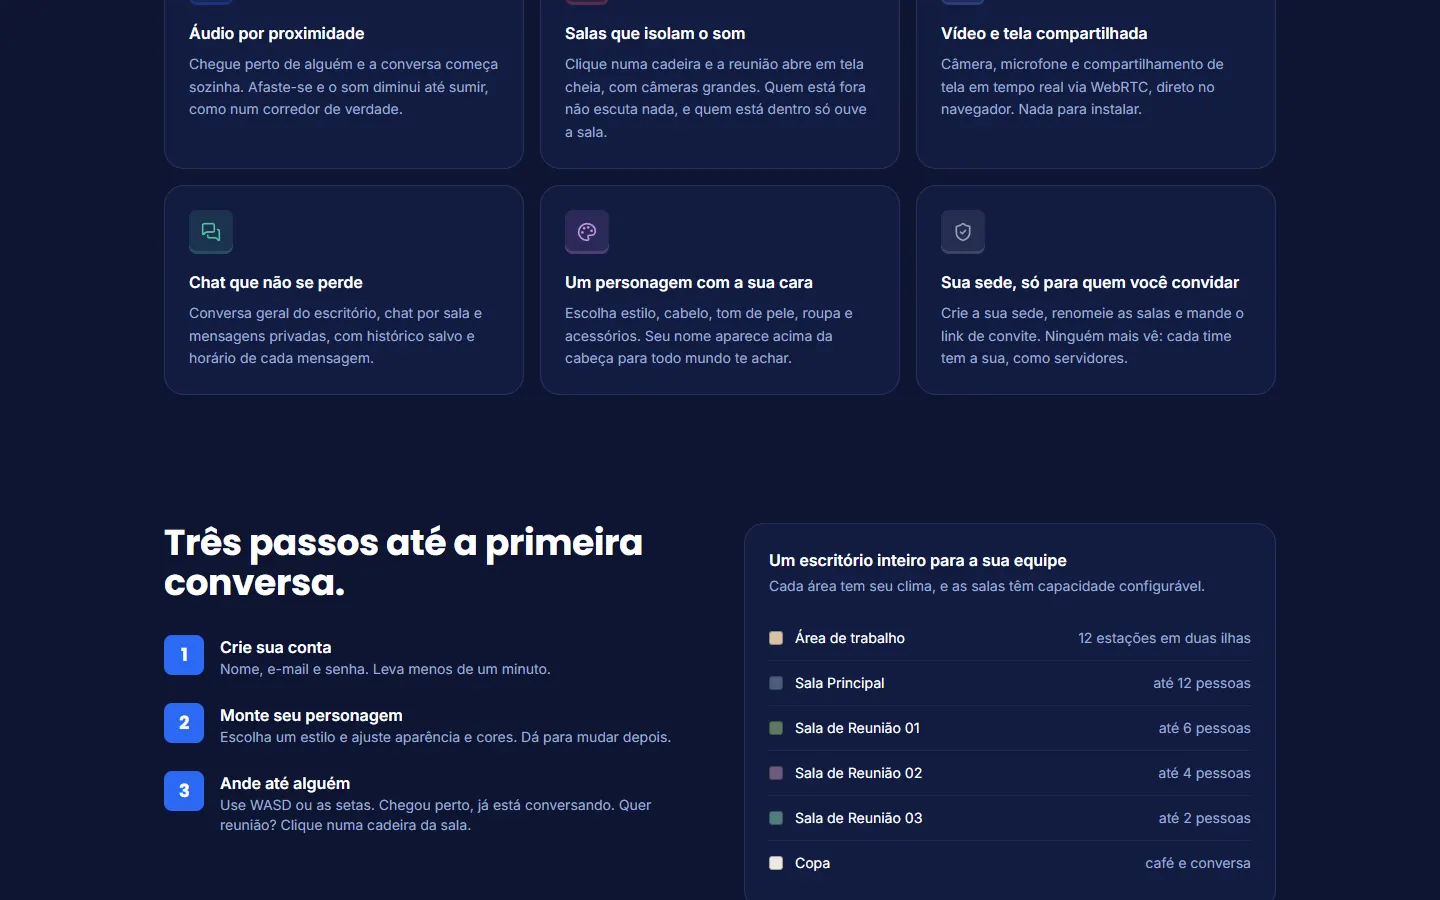 Áudio por proximidade
Chegue perto de alguém e a conversa começa
sozinha. Afaste-se e o som diminui até sumir,
como num corredor de verdade.
Salas que isolam o som
Clique numa cadeira e a reunião abre em tela
cheia, com câmeras grandes. Quem está fora
não escuta nada, e quem está dentro só ouve
a sala.
Vídeo e tela compartilhada
Câmera, microfone e compartilhamento de
tela em tempo real via WebRTC, direto no
navegador. Nada para instalar.
Chat que não se perde
Conversa geral do escritório, chat por sala e
mensagens privadas, com histórico salvo e
horário de cada mensagem.
Um personagem com a sua cara
Escolha estilo, cabelo, tom de pele, roupa e
acessórios. Seu nome aparece acima da
cabeça para todo mundo te achar.
Sua sede, só para quem você convidar
Crie a sua sede, renomeie as salas e mande o
link de convite. Ninguém mais vê: cada time
tem a sua, como servidores.
Três passos até a primeira
conversa.
1
Crie sua conta
Nome, e-mail e senha. Leva menos de um minuto.
2
Monte seu personagem
Escolha um estilo e ajuste aparência e cores. Dá para mudar depois.
3
Ande até alguém
Use WASD ou as setas. Chegou perto, já está conversando. Quer
reunião? Clique numa cadeira da sala.
Um escritório inteiro para a sua equipe
Cada área tem seu clima, e as salas têm capacidade configurável.
Área de trabalho 12 estações em duas ilhas
Sala Principal até 12 pessoas
Sala de Reunião 01 até 6 pessoas
Sala de Reunião 02 até 4 pessoas
Sala de Reunião 03 até 2 pessoas
Copa café e conversa